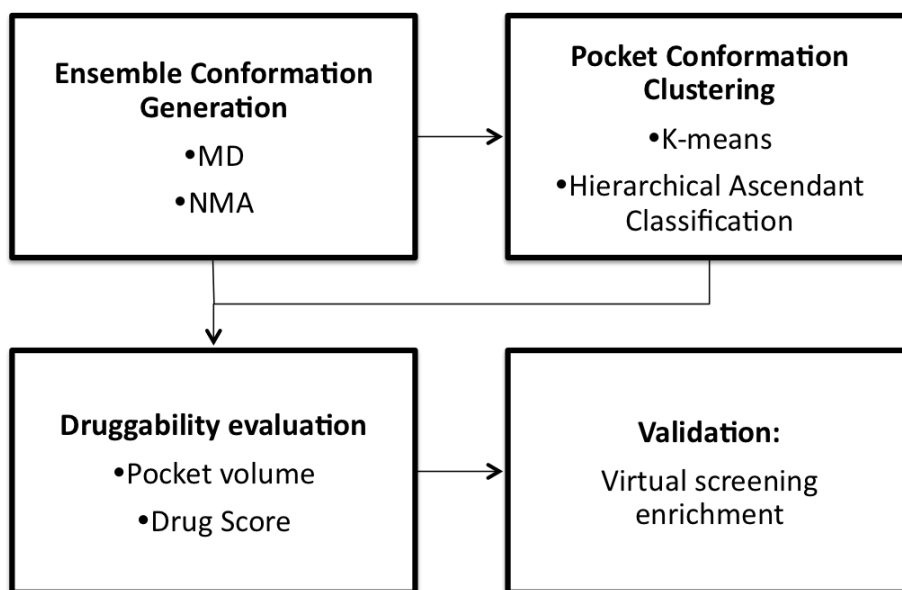 Ensemble Conformation
Generation
•MD
•NMA
Pocket Conformation
Clustering
•K-means
•Hierarchical Ascendant
Classification
Druggability evaluation
•Pocket volume
•Drug Score
Validation:
Virtual screening
enrichment